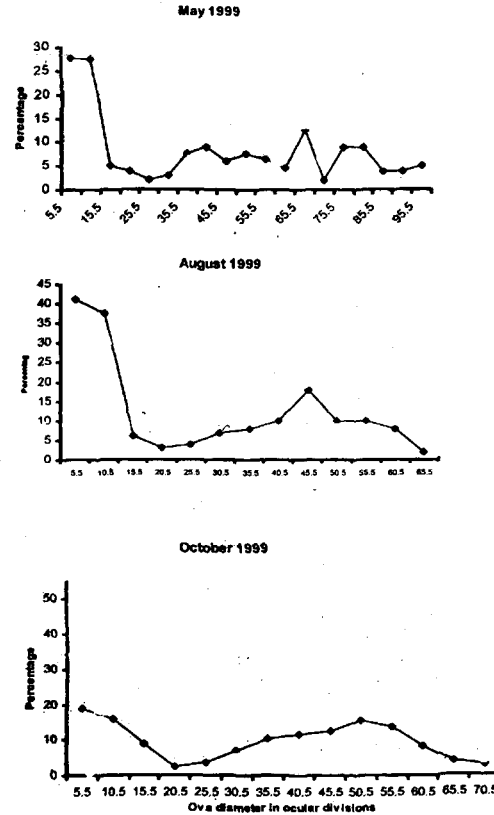 May 1999
30
25
20
15
10
5
0
Percentage
5.5 15.5 25.5 35.5 45.5 55.5 65.5 75.5 85.5 95.5
August 1999
45
40
35
30
25
20
15
10
5
0
Percentag
5.5 10.5 15.5 20.5 25.5 30.5 35.5 40.5 45.5 50.5 55.5 60.5 65.5
October 1999
50
40
30
20
10
0
Percentage
5.5 10.5 15.5 20.5 25.5 30.5 35.5 40.5 45.5 50.5 55.5 60.5 65.5 70.5
Ova diameter in ocular divisions